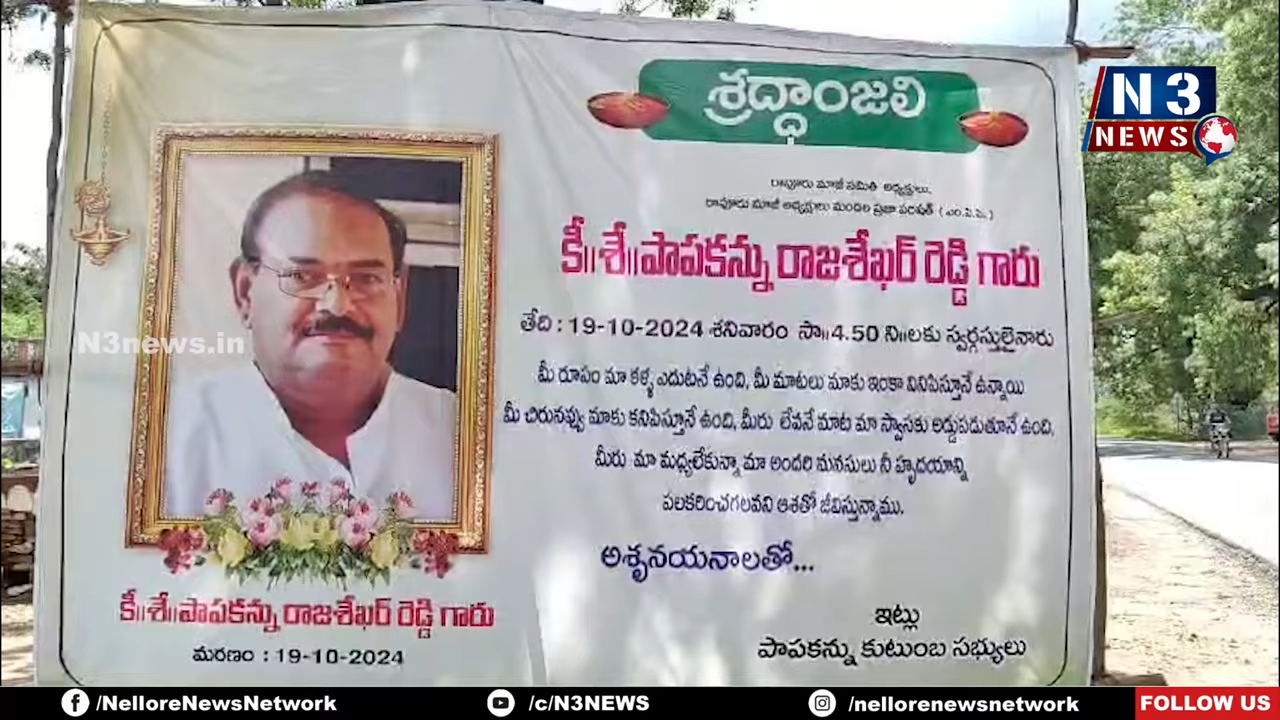 శ్రద్ధాంజలి
N3
NEWS
రాపూరు మాజీ సమితి అధ్యక్షులు,
రాపూరు మాజీ అధ్యక్షులు మండల ప్రజా పరిషత్ (ఎం.పి.పి)
కీ॥శే॥పాపకన్ను రాజశేఖర్ రెడ్డి గారు
తేది : 19-10-2024 శనివారం సా॥4.50 ని॥లకు స్వర్గస్తులైనారు
N3news.in
మీ రూపం మా కళ్ళ ఎదుటనే ఉంది, మీ మాటలు మాకు ఇంకా వినిపిస్తూనే ఉన్నాయి
మీ చిరునవ్వు మాకు కనిపిస్తూనే ఉంది, మీరు లేవనే మాట మా స్వాసకు అడ్డుపడుతూనే ఉంది.
మీరు మా మధ్యలేకున్నా మా అందరి మనసులు నీ హృదయాన్ని
పలకరించగలవని ఆశతో జీవిస్తున్నాము.
అశృనయనాలతో...
కీ॥శే॥పాపకన్ను రాజశేఖర్ రెడ్డి గారు
మరణం : 19-10-2024
ఇట్లు
పాపకన్ను కుటుంబ సభ్యులు
/NelloreNewsNetwork
/c/N3NEWS
/nellorenewsnetwork
FOLLOW US